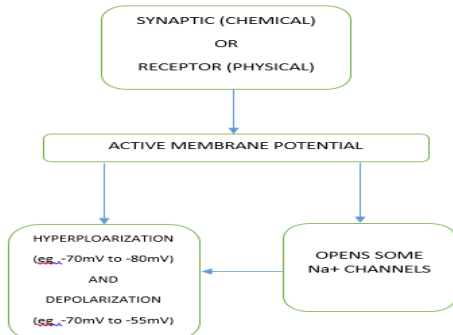 SYNAPTIC (CHEMICAL)
OR
RECEPTOR (PHYSICAL)
ACTIVE MEMBRANE POTENTIAL
HYPERPLOARIZATION
(eg.,-70mV to -80mV)
AND
DEPOLARIZATION
(eg.,-70mV to -55mV)
OPENS SOME
Na+ CHANNELS